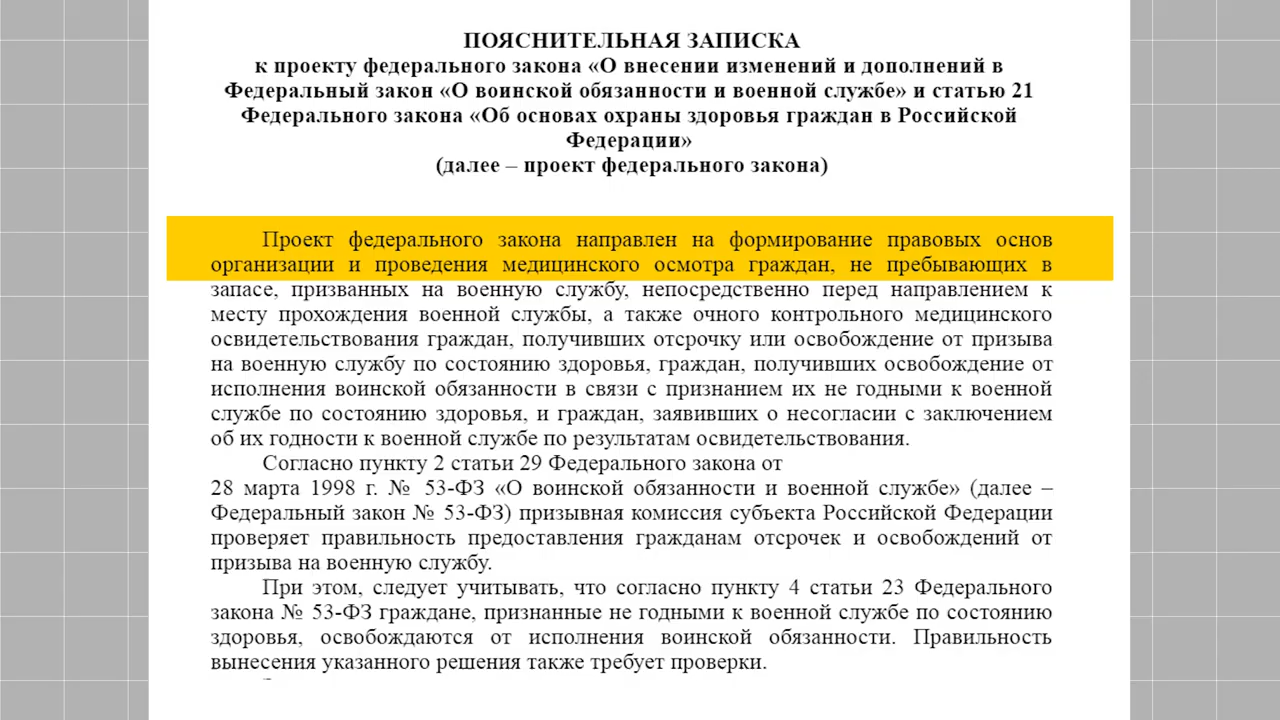 ПОЯСНИТЕЛЬНАЯ ЗАПИСКА
к проекту федерального закона «О внесении изменений и дополнений в
Федеральный закон «О воинской обязанности и военной службе» и статью 21
Федерального закона «Об основах охраны здоровья граждан в Российской
Федерации»
(далее – проект федерального закона)
Проект федерального закона направлен на формирование правовых основ
организации и проведения медицинского осмотра граждан, не пребывающих в
запасе, призванных на военную службу, непосредственно перед направлением к
месту прохождения военной службы, а также очного контрольного медицинского
освидетельствования граждан, получивших отсрочку или освобождение от призыва
на военную службу по состоянию здоровья, граждан, получивших освобождение от
исполнения воинской обязанности в связи с признанием их не годными к военной
службе по состоянию здоровья, и граждан, заявивших о несогласии с заключением
об их годности к военной службе по результатам освидетельствования.
Согласно пункту 2 статьи 29 Федерального закона от
28 марта 1998 г. № 53-ФЗ «О воинской обязанности и военной службе» (далее –
Федеральный закон № 53-ФЗ) призывная комиссия субъекта Российской Федерации
проверяет правильность предоставления гражданам отсрочек и освобождений от
призыва на военную службу.
При этом, следует учитывать, что согласно пункту 4 статьи 23 Федерального
закона № 53-ФЗ граждане, признанные не годными к военной службе по состоянию
здоровья, освобождаются от исполнения воинской обязанности. Правильность
вынесения указанного решения также требует проверки.